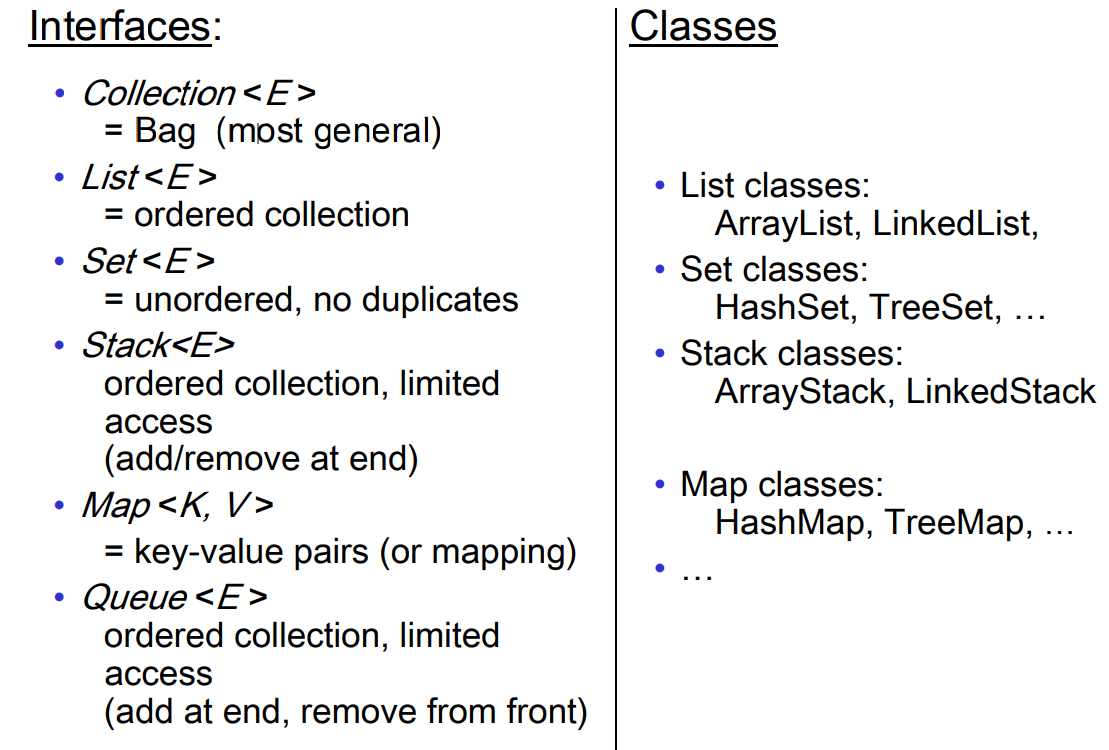 Interfaces:
• Collection <E >
= Bag (most general)
• List <E >
= ordered collection
• Set <E >
= unordered, no duplicates
• Stack<E>
ordered collection, limited
access
(add/remove at end)
• Map <K, V >
= key-value pairs (or mapping)
• Queue <E >
ordered collection, limited
access
(add at end, remove from front)
Classes
• List classes:
ArrayList, LinkedList,
• Set classes:
HashSet, TreeSet, …
• Stack classes:
ArrayStack, LinkedStack
• Map classes:
HashMap, TreeMap, …
• …